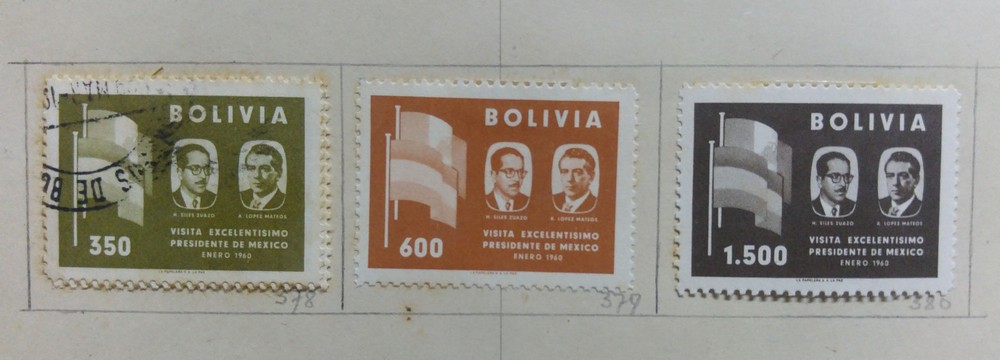 BOLIVIA
H. SILES ZUAZO
A. LOPEZ MATEOS
VISITA EXCELENTISIMO
PRESIDENTE DE MEXICO
ENERO 1960
350
BOLIVIA
H. SILES ZUAZO
A. LOPEZ MATEOS
VISITA EXCELENTISIMO
PRESIDENTE DE MEXICO
ENERO 1960
600
BOLIVIA
H. SILES ZUAZO
A. LOPEZ MATEOS
VISITA EXCELENTISIMO
PRESIDENTE DE MEXICO
ENERO 1960
1.500
378
379
380